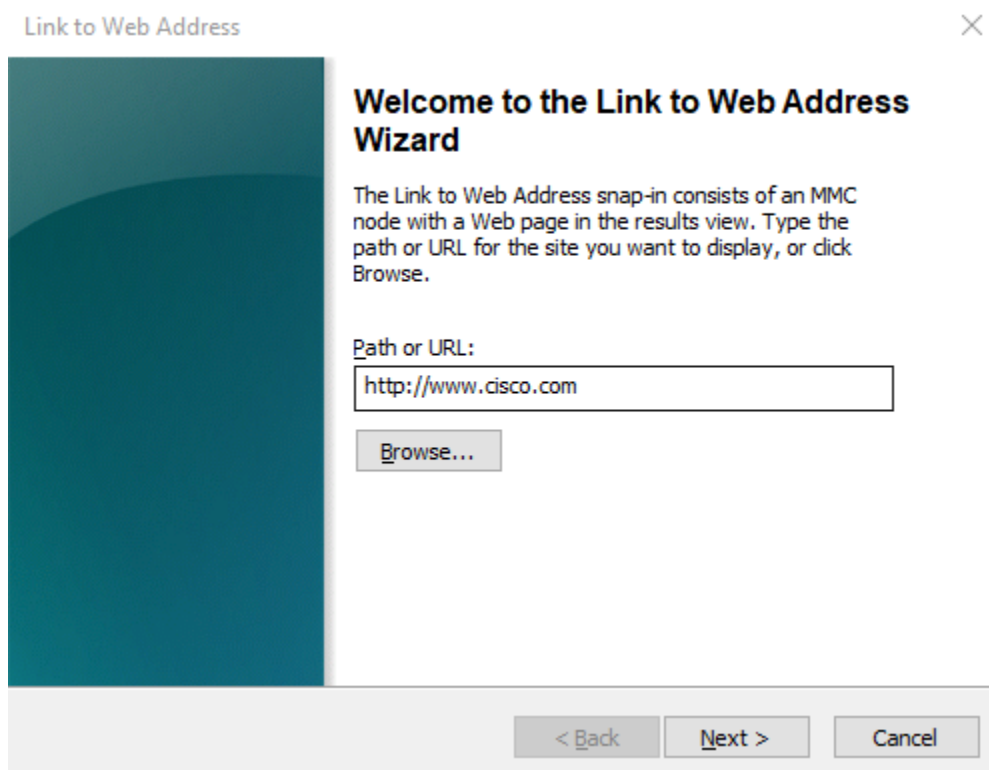 Link to Web Address
Welcome to the Link to Web Address
Wizard
The Link to Web Address snap-in consists of an MMC
node with a Web page in the results view. Type the
path or URL for the site you want to display, or click
Browse.
Path or URL:
http://www.cisco.com
Browse...
< Back Next > Cancel